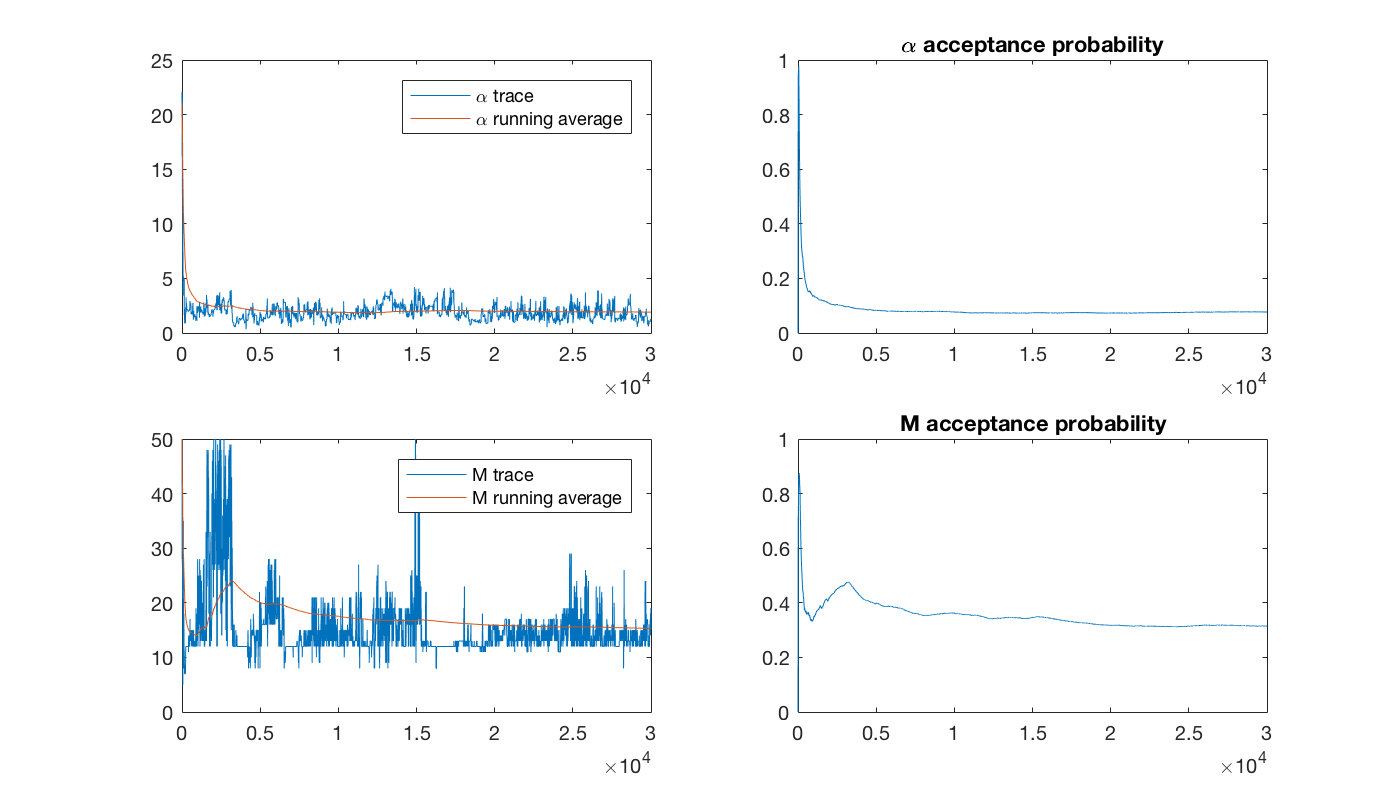 25
20
15
10
5
0
α trace
α running average
0 0.5 1 1.5 2 2.5 3
×10^4
α acceptance probability
1
0.8
0.6
0.4
0.2
0
0 0.5 1 1.5 2 2.5 3
×10^4
50
40
30
20
10
0
M trace
M running average
0 0.5 1 1.5 2 2.5 3
×10^4
M acceptance probability
1
0.8
0.6
0.4
0.2
0
0 0.5 1 1.5 2 2.5 3
×10^4